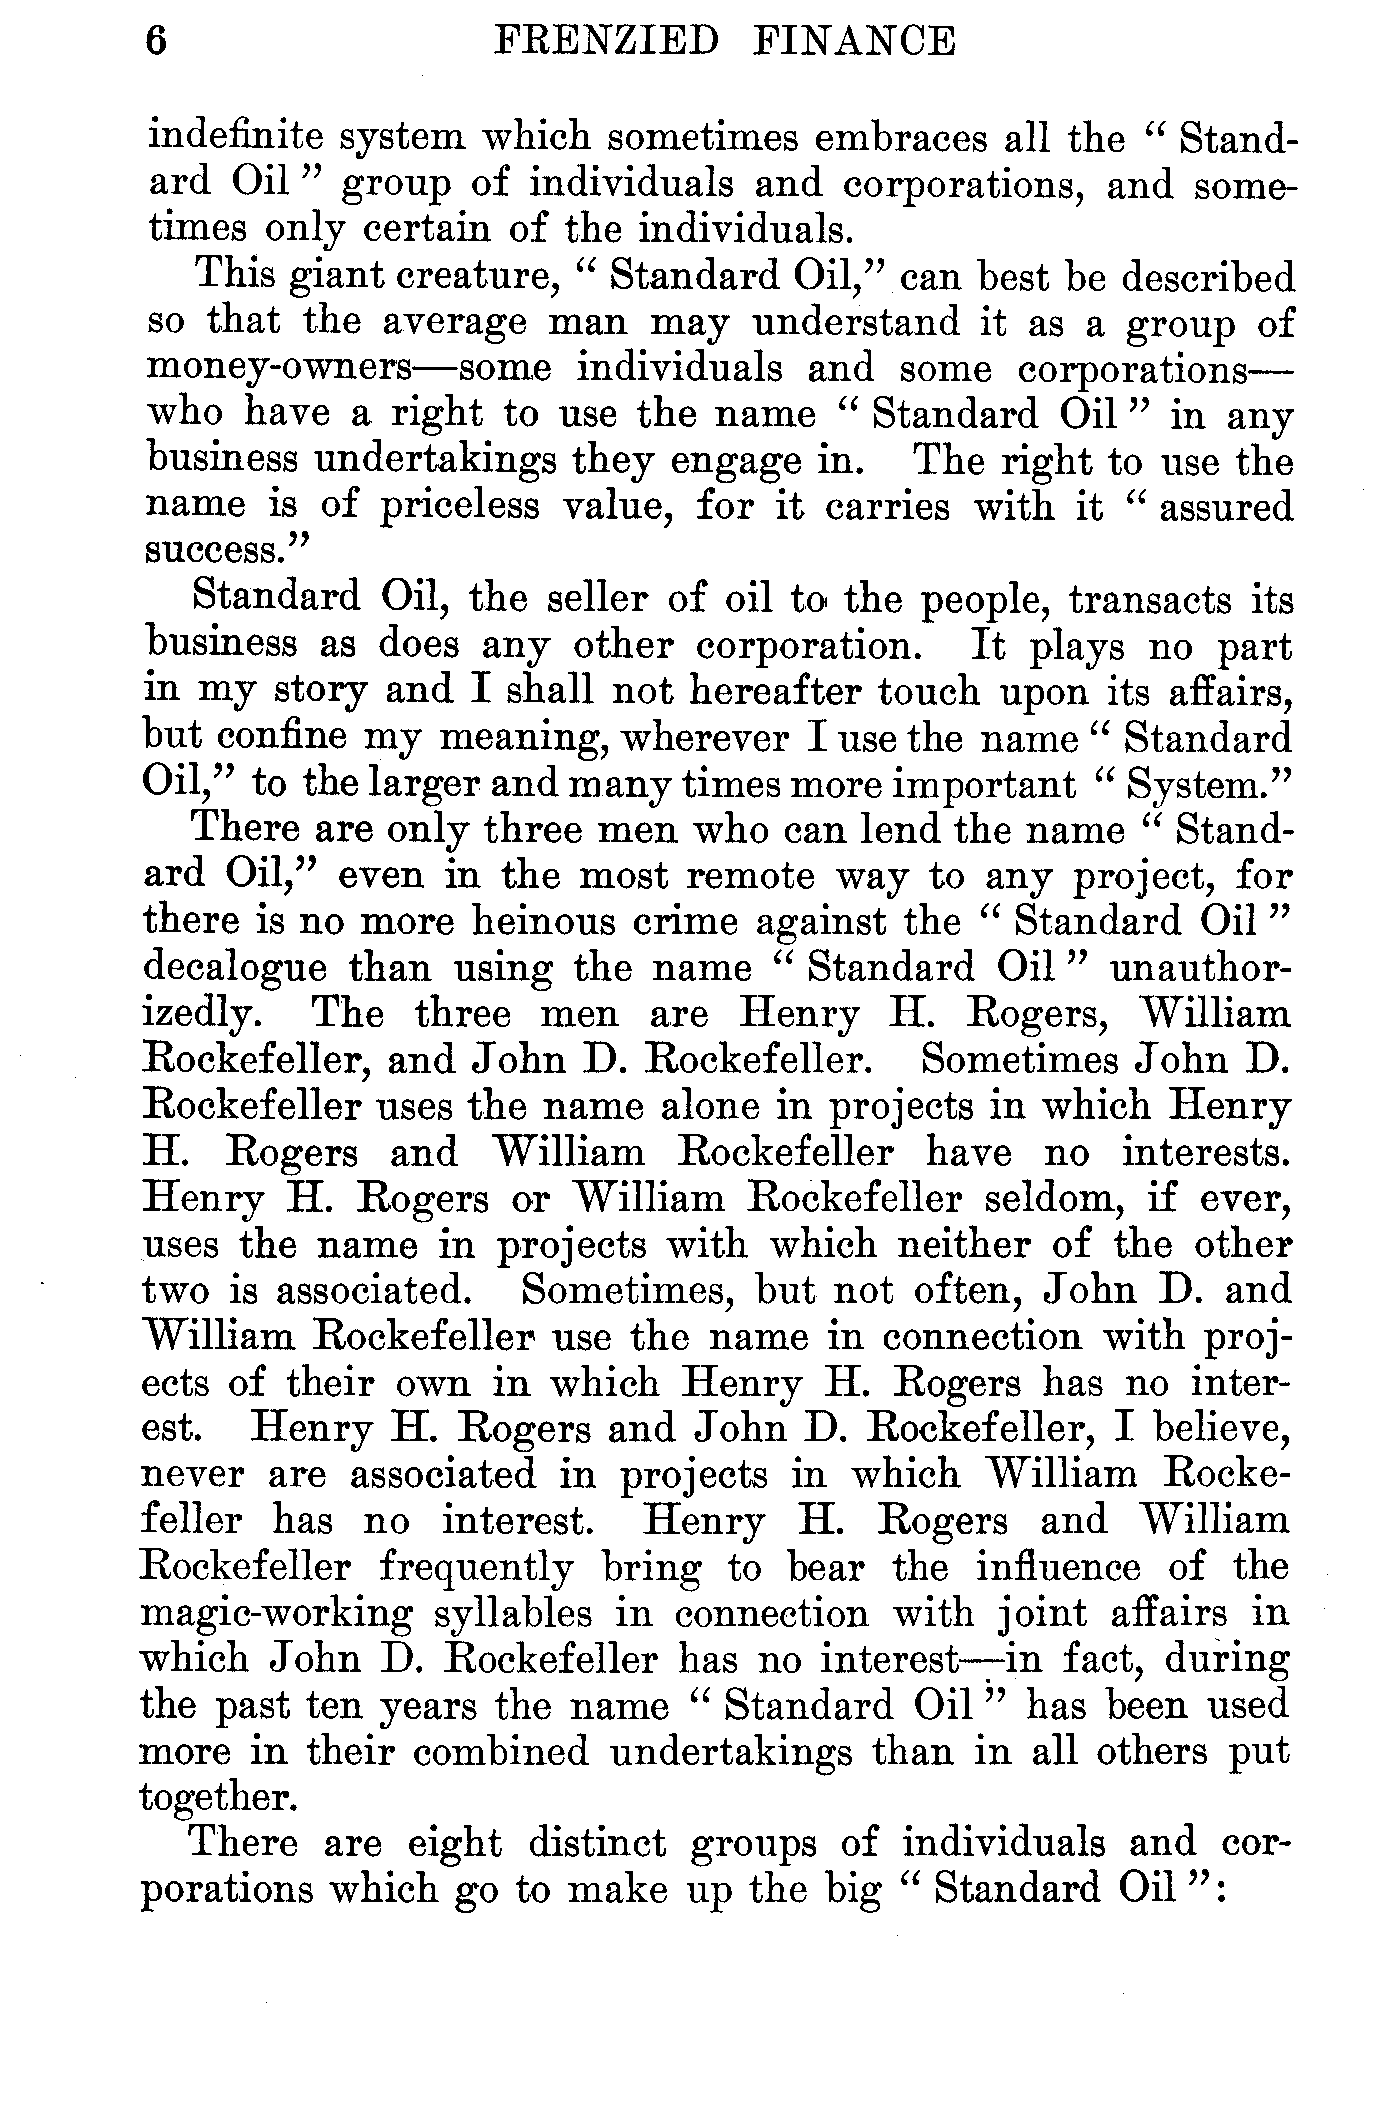 6 FRENZIED FINANCE
indefinite system which sometimes embraces all the “ Stand-
ard Oil ” group of individuals and corporations, and some-
times only certain of the individuals.
This giant creature, “ Standard Oil,” can best be described
so that the average man may understand it as a group of
money-owners—some individuals and some corporations—
who have a right to use the name “ Standard Oil ” in any
business undertakings they engage in. The right to use the
name is of priceless value, for it carries with it “ assured
success.”
Standard Oil, the seller of oil to the people, transacts its
business as does any other corporation. It plays no part
in my story and I shall not hereafter touch upon its affairs,
but confine my meaning, wherever I use the name “ Standard
Oil,” to the larger and many times more important “ System.”
There are only three men who can lend the name “ Stand-
ard Oil,” even in the most remote way to any project, for
there is no more heinous crime against the “ Standard Oil ”
decalogue than using the name “ Standard Oil ” unauthor-
izedly. The three men are Henry H. Rogers, William
Rockefeller, and John D. Rockefeller. Sometimes John D.
Rockefeller uses the name alone in projects in which Henry
H. Rogers and William Rockefeller have no interests.
Henry H. Rogers or William Rockefeller seldom, if ever,
uses the name in projects with which neither of the other
two is associated. Sometimes, but not often, John D. and
William Rockefeller use the name in connection with proj-
ects of their own in which Henry H. Rogers has no inter-
est. Henry H. Rogers and John D. Rockefeller, I believe,
never are associated in projects in which William Rocke-
feller has no interest. Henry H. Rogers and William
Rockefeller frequently bring to bear the influence of the
magic-working syllables in connection with joint affairs in
which John D. Rockefeller has no interest—in fact, during
the past ten years the name “ Standard Oil ” has been used
more in their combined undertakings than in all others put
together.
There are eight distinct groups of individuals and cor-
porations which go to make up the big “ Standard Oil ”: